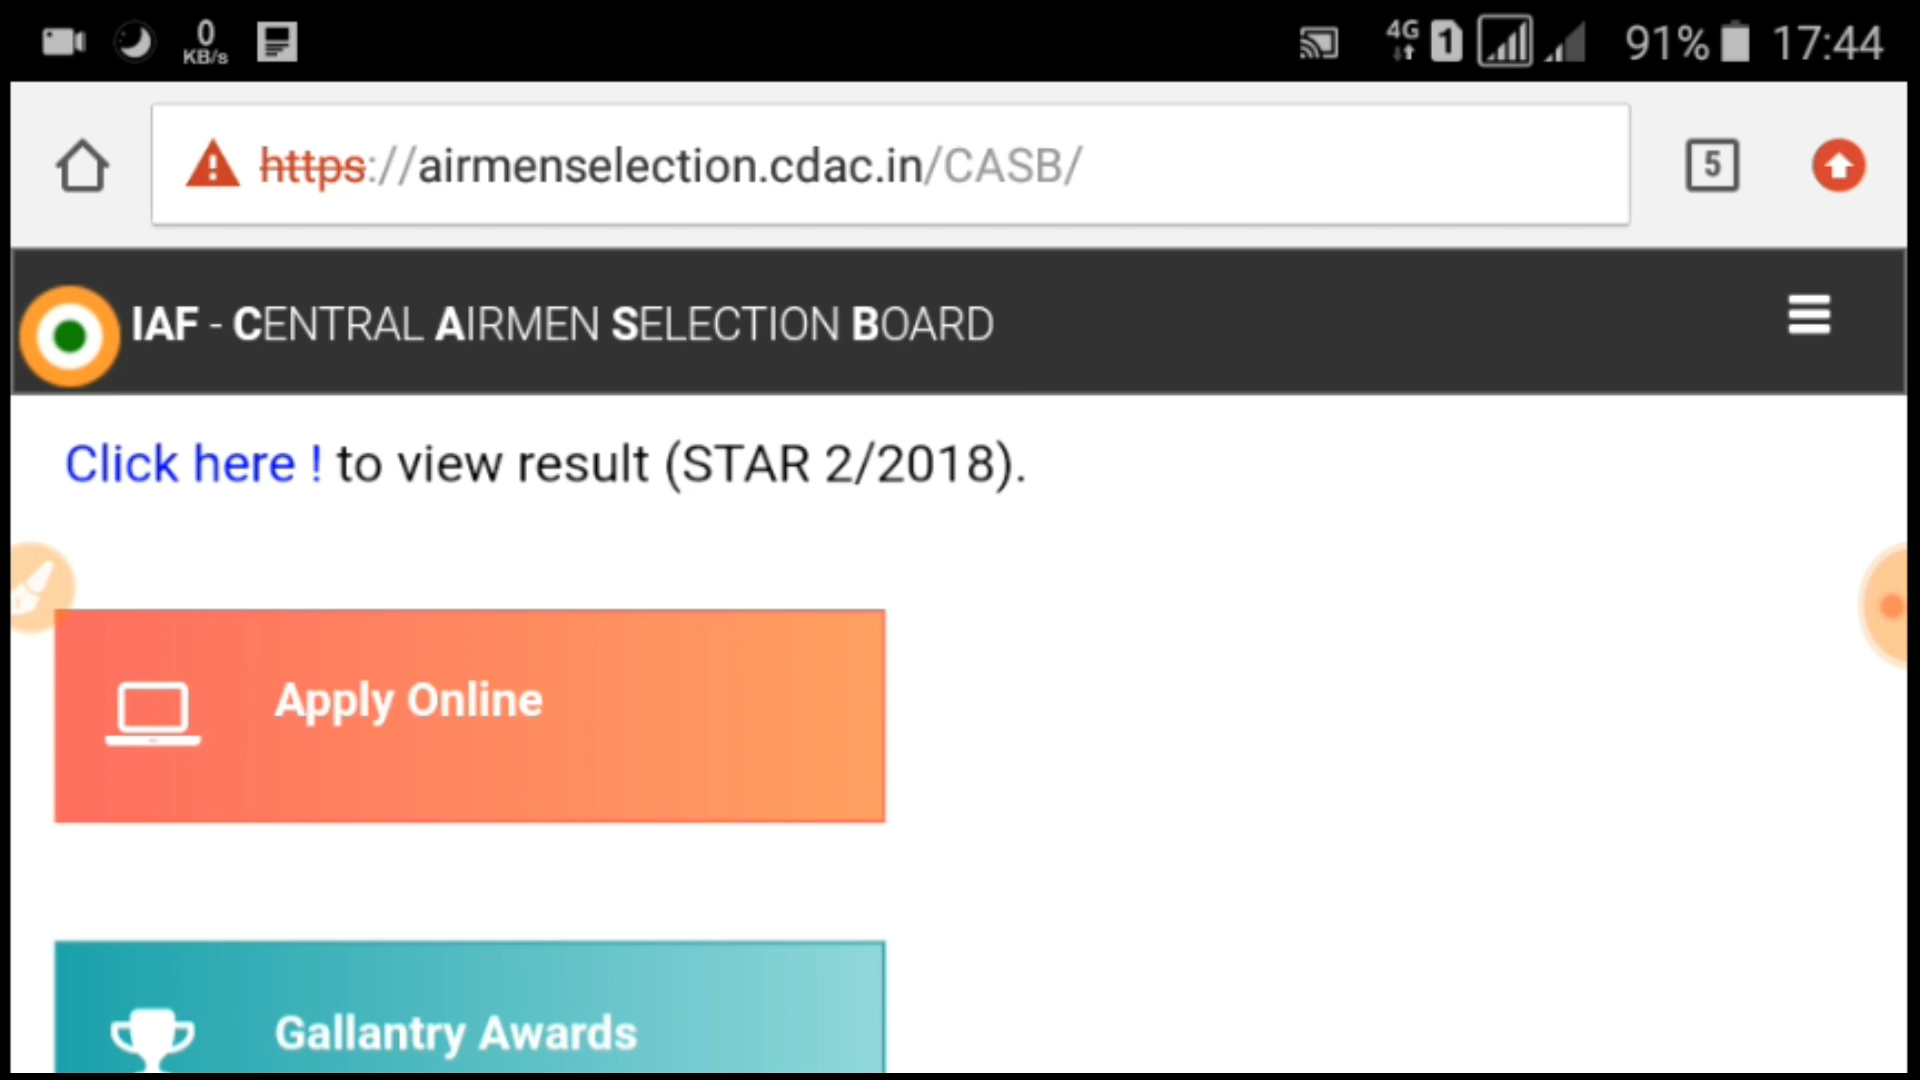 0
KB/s
4G 1 91% 17:44
https://airmenselection.cdac.in/CASB/
5
IAF - CENTRAL AIRMEN SELECTION BOARD
Click here ! to view result (STAR 2/2018).
Apply Online
Gallantry Awards